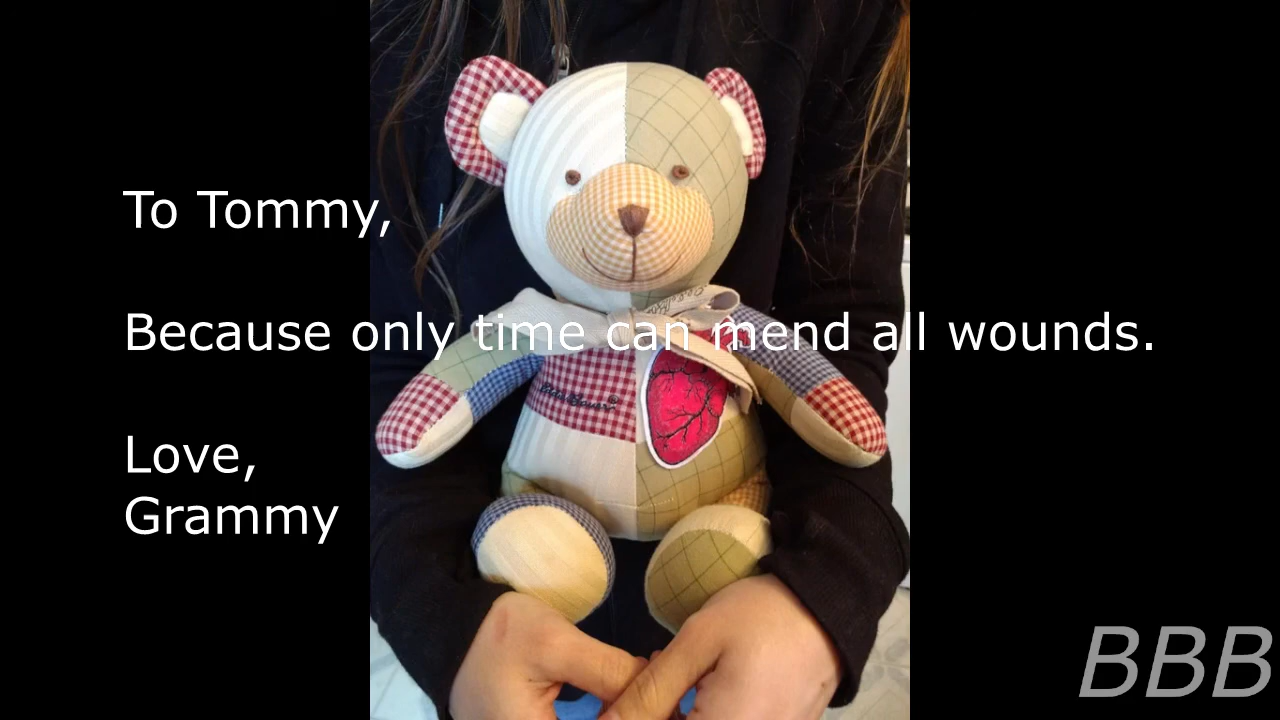 To Tommy,
Because only time can mend all wounds.
Love,
Grammy
BBB